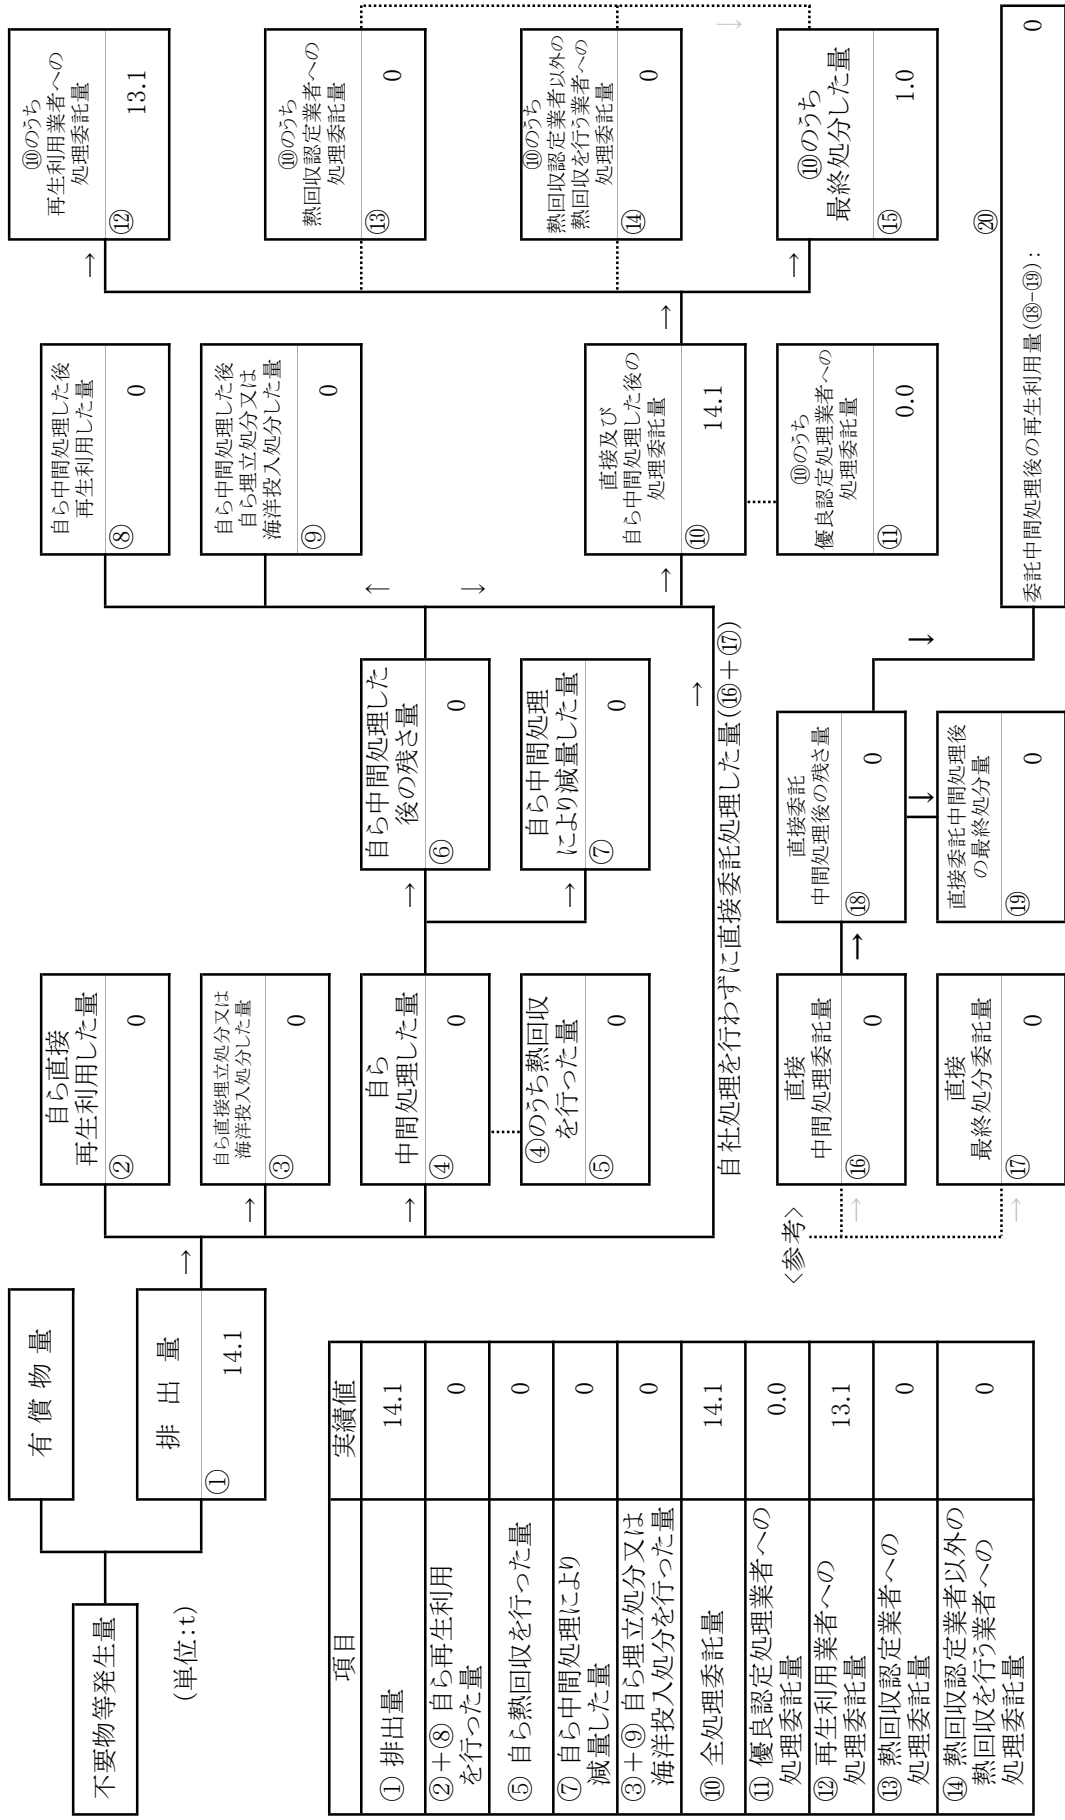 不要物等発生量
(単位:t)
有 償 物 量
排 出 量
①
14.1
→
自ら直接
再生利用した量
②
0
→
自ら直接埋立処分又は
海洋投入処分した量
③
0
→
自ら
中間処理した量
④
0
④のうち熱回収
を行った量
⑤
0
→
自ら中間処理した
後の残さ量
⑥
0
→
自ら中間処理
により減量した量
⑦
0
↑
↓
自ら中間処理した後
再生利用した量
⑧
0
自ら中間処理した後
自ら埋立処分又は
海洋投入処分した量
⑨
0
→
自社処理を行わずに直接委託処理した量(⑯+⑰)
→
直接及び
自ら中間処理した後の
処理委託量
⑩
14.1
⑩のうち
優良認定処理業者への
処理委託量
⑪
0.0
→
→
⑩のうち
再生利用業者への
処理委託量
⑫
13.1
⑩のうち
熱回収認定業者への
処理委託量
⑬
0
⑩のうち
熱回収認定業者以外の
熱回収を行う業者への
処理委託量
⑭
0
↓
→
⑩のうち
最終処分した量
⑮
1.0
項目 実績値
① 排出量 14.1
②+⑧ 自ら再生利用
を行った量 0
⑤ 自ら熱回収を行った量 0
⑦ 自ら中間処理により
減量した量 0
③+⑨ 自ら埋立処分又は
海洋投入処分を行った量 0
⑩ 全処理委託量 14.1
⑪ 優良認定処理業者への
処理委託量 0.0
⑫ 再生利用業者への
処理委託量 13.1
⑬ 熱回収認定業者への
処理委託量 0
⑭ 熱回収認定業者以外の
熱回収を行う業者への
処理委託量 0
<参考>
→
直接
中間処理委託量
⑯
0
→
直接
最終処分委託量
⑰
0
→
直接委託
中間処理後の残さ量
⑱
0
↓
直接委託中間処理後
の最終処分量
⑲
0
↓
⑳
委託中間処理後の再生利用量(⑱-⑲):
0